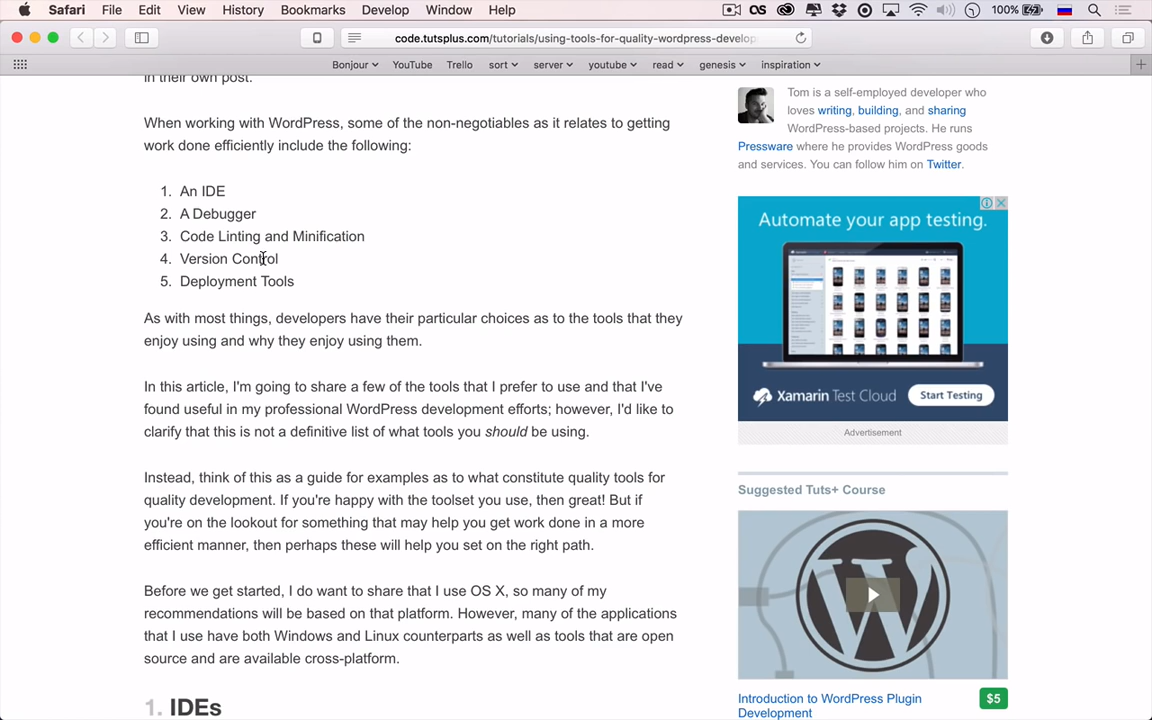 Safari File Edit View History Bookmarks Develop Window Help 100%
code.tutsplus.com/tutorials/using-tools-for-quality-wordpress-develop
Bonjour YouTube Trello sort server youtube read genesis inspiration
in their own post.
When working with WordPress, some of the non-negotiables as it relates to getting
work done efficiently include the following:
1. An IDE
2. A Debugger
3. Code Linting and Minification
4. Version Control
5. Deployment Tools
As with most things, developers have their particular choices as to the tools that they
enjoy using and why they enjoy using them.
In this article, I'm going to share a few of the tools that I prefer to use and that I've
found useful in my professional WordPress development efforts; however, I'd like to
clarify that this is not a definitive list of what tools you should be using.
Instead, think of this as a guide for examples as to what constitute quality tools for
quality development. If you're happy with the toolset you use, then great! But if
you're on the lookout for something that may help you get work done in a more
efficient manner, then perhaps these will help you set on the right path.
Before we get started, I do want to share that I use OS X, so many of my
recommendations will be based on that platform. However, many of the applications
that I use have both Windows and Linux counterparts as well as tools that are open
source and are available cross-platform.
1. IDEs
Tom is a self-employed developer who
loves writing, building, and sharing
WordPress-based projects. He runs
Pressware where he provides WordPress goods
and services. You can follow him on Twitter.
Automate your app testing.
Xamarin Test Cloud Start Testing
Advertisement
Suggested Tuts+ Course
Introduction to WordPress Plugin
Development
$5